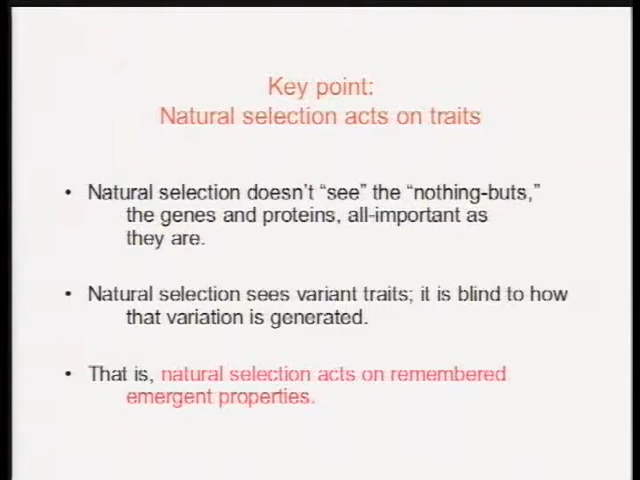 Key point:
Natural selection acts on traits
• Natural selection doesn't “see” the “nothing-buts,”
the genes and proteins, all-important as
they are.
• Natural selection sees variant traits; it is blind to how
that variation is generated.
• That is, natural selection acts on remembered
emergent properties.